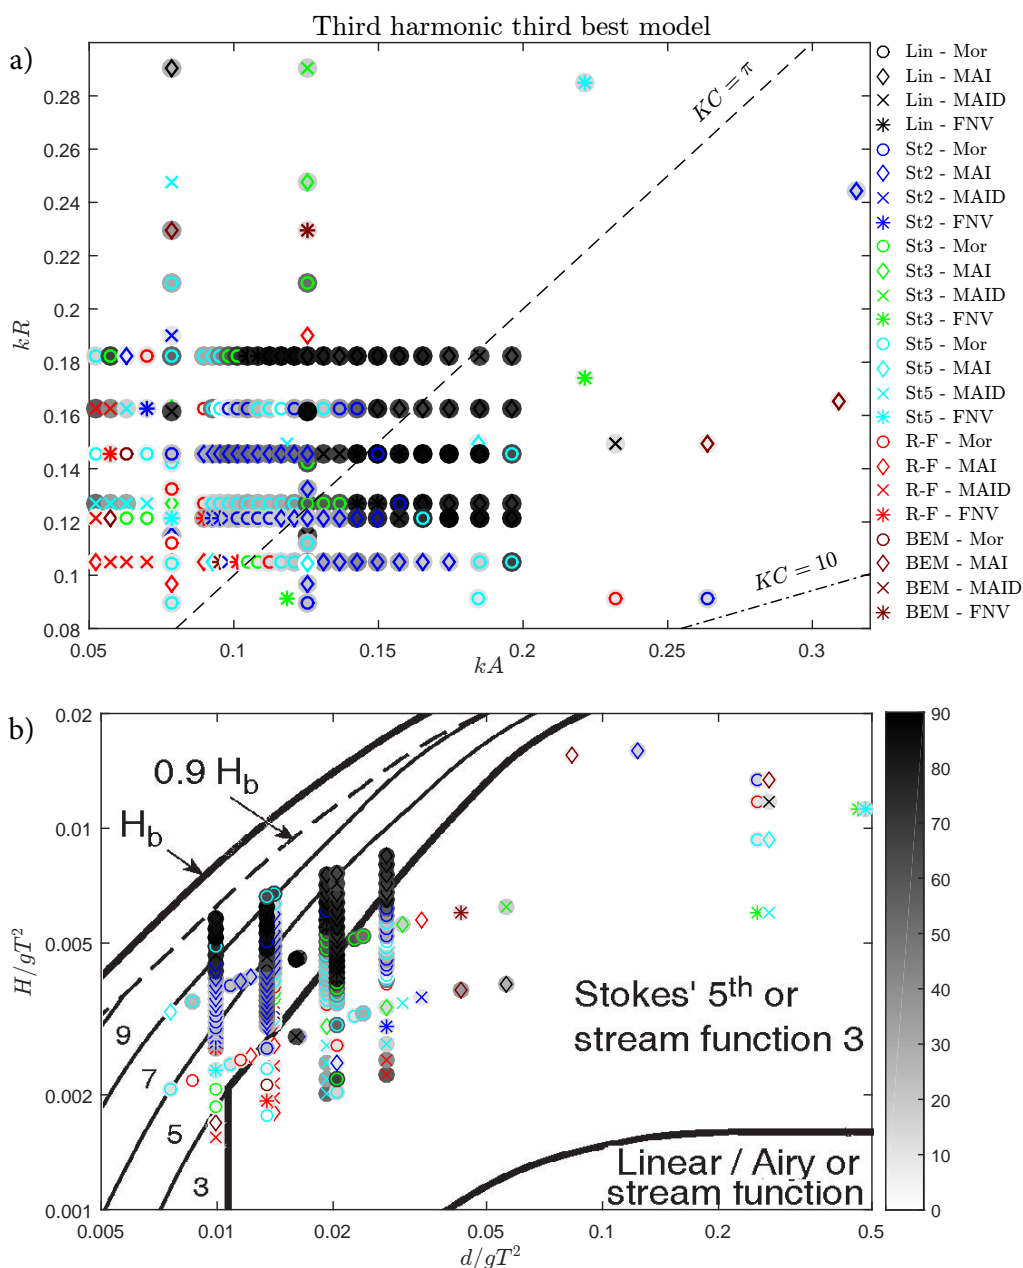 Third harmonic third best model
a)
kR
0.28
0.26
0.24
0.22
0.2
0.18
0.16
0.14
0.12
0.1
0.08
0.05
0.1
0.15
0.2
0.25
0.3
kA
KC = π
KC = 10
Lin - Mor
Lin - MAI
Lin - MAID
Lin - FNV
St2 - Mor
St2 - MAI
St2 - MAID
St2 - FNV
St3 - Mor
St3 - MAI
St3 - MAID
St3 - FNV
St5 - Mor
St5 - MAI
St5 - MAID
St5 - FNV
R-F - Mor
R-F - MAI
R-F - MAID
R-F - FNV
BEM - Mor
BEM - MAI
BEM - MAID
BEM - FNV
b)
H/gT²
0.02
0.01
0.005
0.002
0.001
0.9 H_b
H_b
9
7
5
3
Stokes' 5th or
stream function 3
Linear / Airy or
stream function
0.005
0.01
0.02
0.05
0.1
0.2
0.5
d/gT²
90
80
70
60
50
40
30
20
10
0